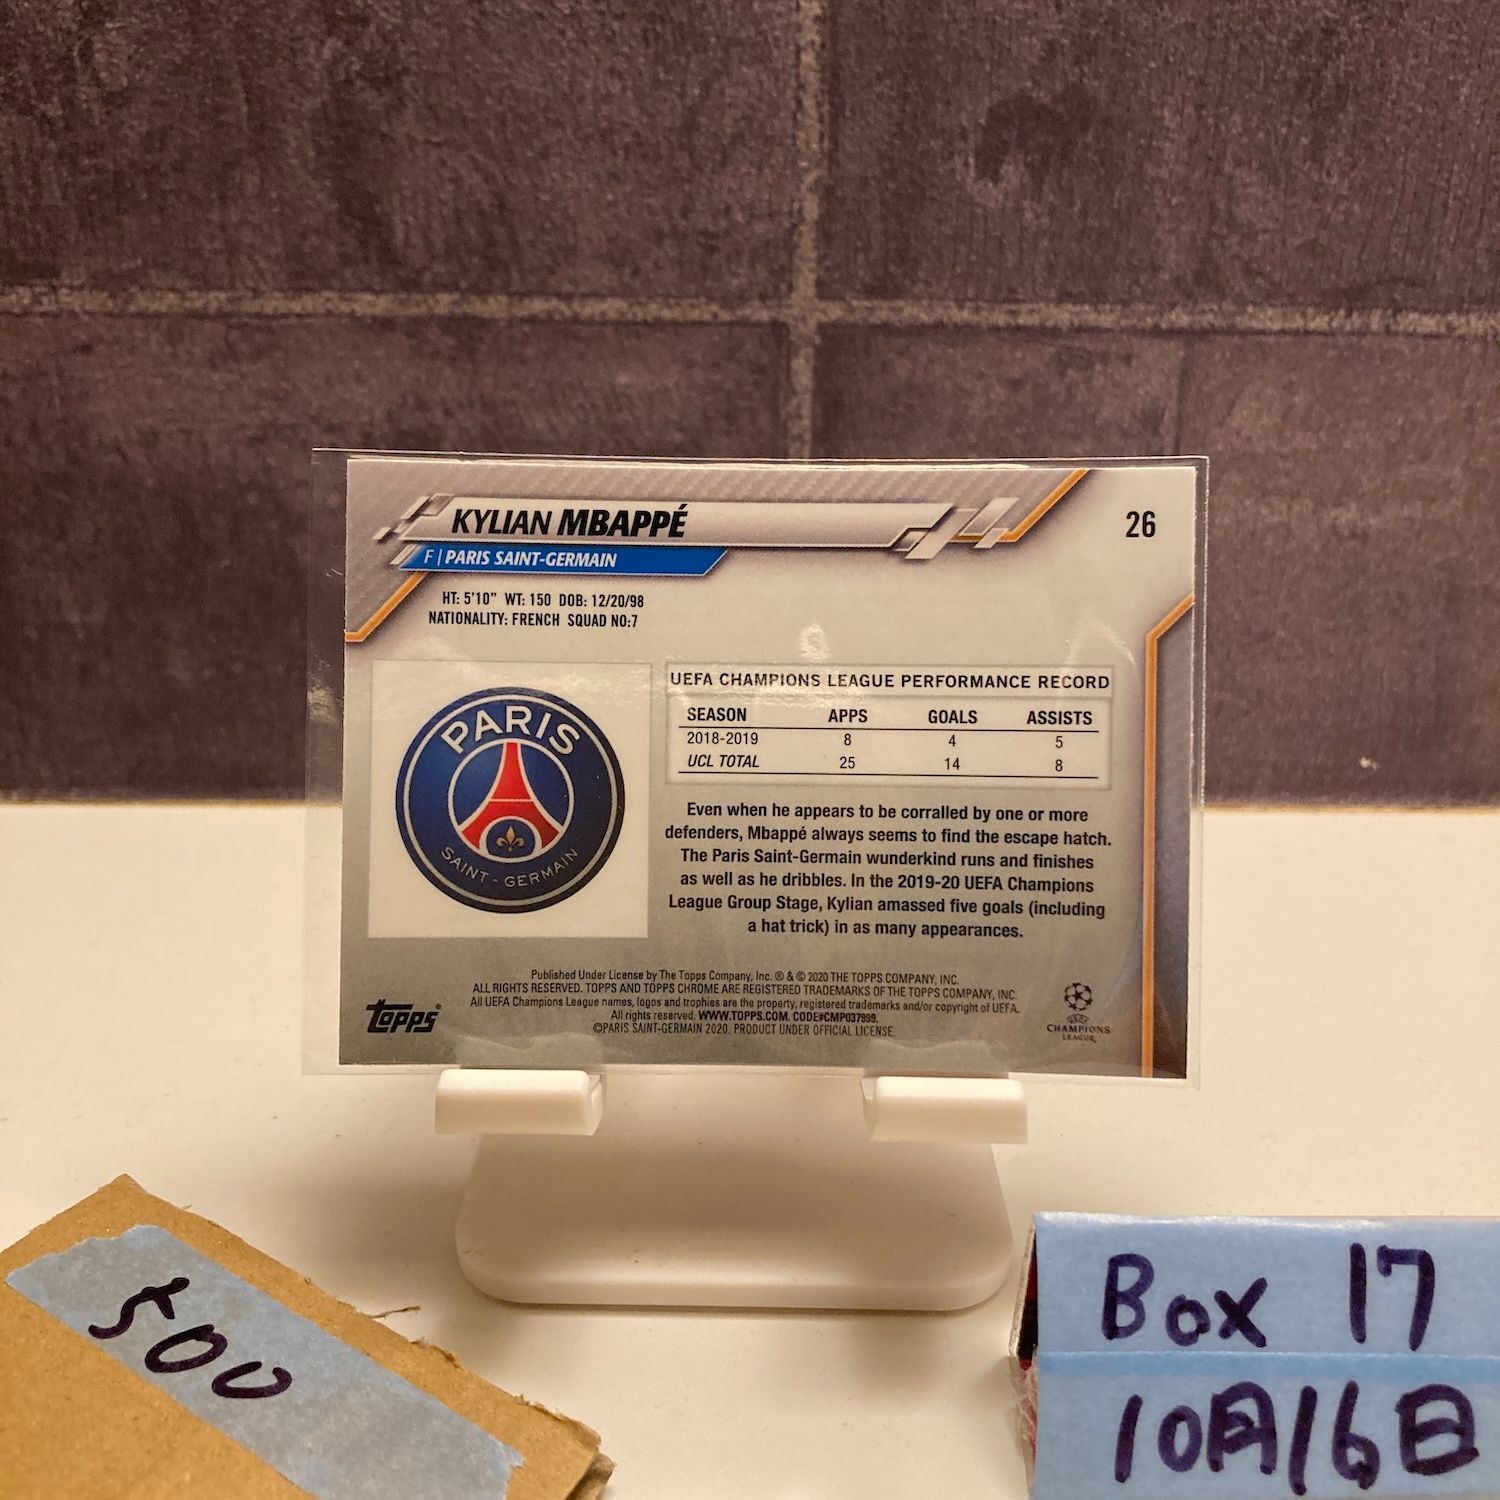 KYLIAN MBAPPÉ
26
F | PARIS SAINT-GERMAIN
HT: 5'10" WT: 150 DOB: 12/20/98
NATIONALITY: FRENCH SQUAD NO:7
PARIS
SAINT-GERMAIN
UEFA CHAMPIONS LEAGUE PERFORMANCE RECORD
SEASON APPS GOALS ASSISTS
2018-2019 8 4 5
UCL TOTAL 25 14 8
Even when he appears to be corralled by one or more
defenders, Mbappé always seems to find the escape hatch.
The Paris Saint-Germain wunderkind runs and finishes
as well as he dribbles. In the 2019-20 UEFA Champions
League Group Stage, Kylian amassed five goals (including
a hat trick) in as many appearances.
Published Under License by The Topps Company, Inc. ® & © 2020 THE TOPPS COMPANY, INC.
ALL RIGHTS RESERVED. TOPPS AND TOPPS CHROME ARE REGISTERED TRADEMARKS OF THE TOPPS COMPANY, INC.
All UEFA Champions League names, logos and trophies are the property, registered trademarks and/or copyright of UEFA.
All rights reserved. WWW.TOPPS.COM. CODE#CMP037999.
©PARIS SAINT-GERMAIN 2020. PRODUCT UNDER OFFICIAL LICENSE.
Topps®
UEFA
CHAMPIONS
LEAGUE
500
Box 17
10月16日